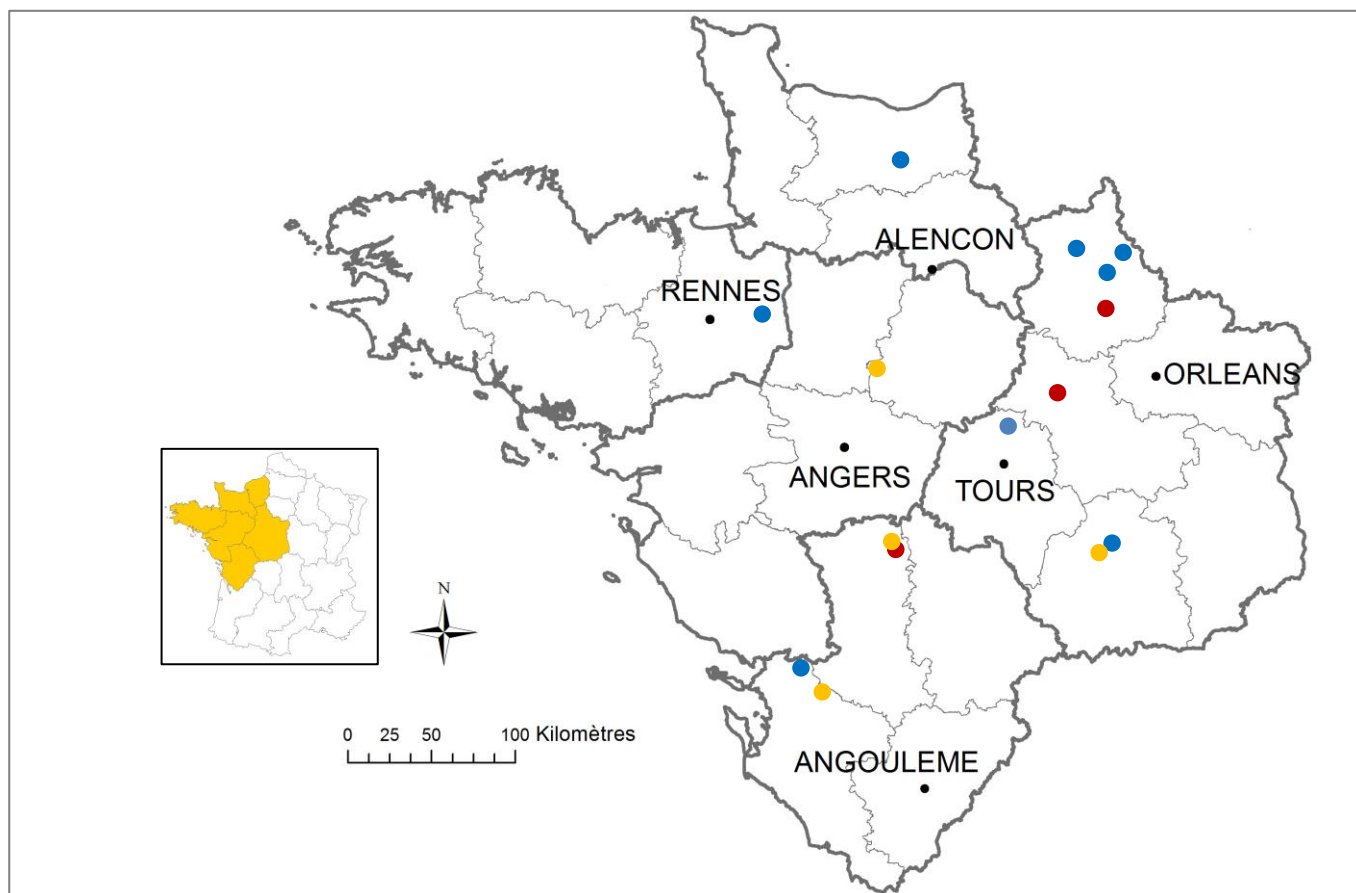 ALENCON
RENNES
ORLEANS
ANGERS
TOURS
N
0 25 50 100 Kilomètres
ANGOULEME